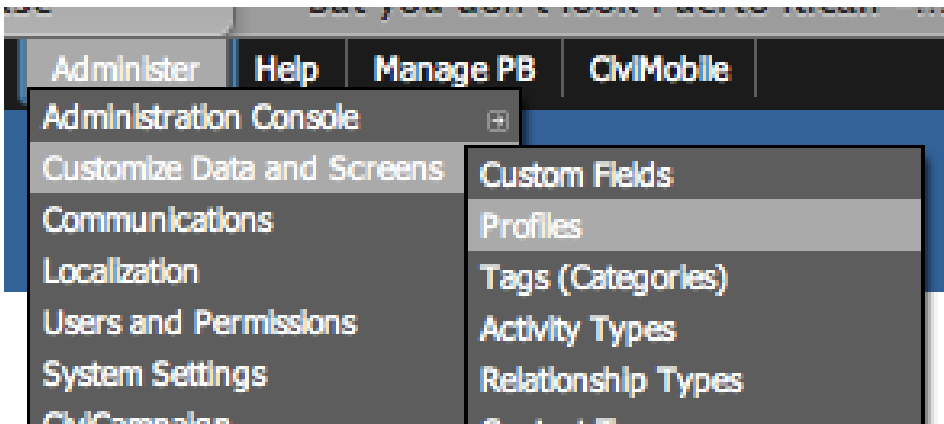 Administer Help Manage PB CiviMobile
Administration Console
Customize Data and Screens
Communications
Localization
Users and Permissions
System Settings
CiviCampaign
Custom Fields
Profiles
Tags (Categories)
Activity Types
Relationship Types